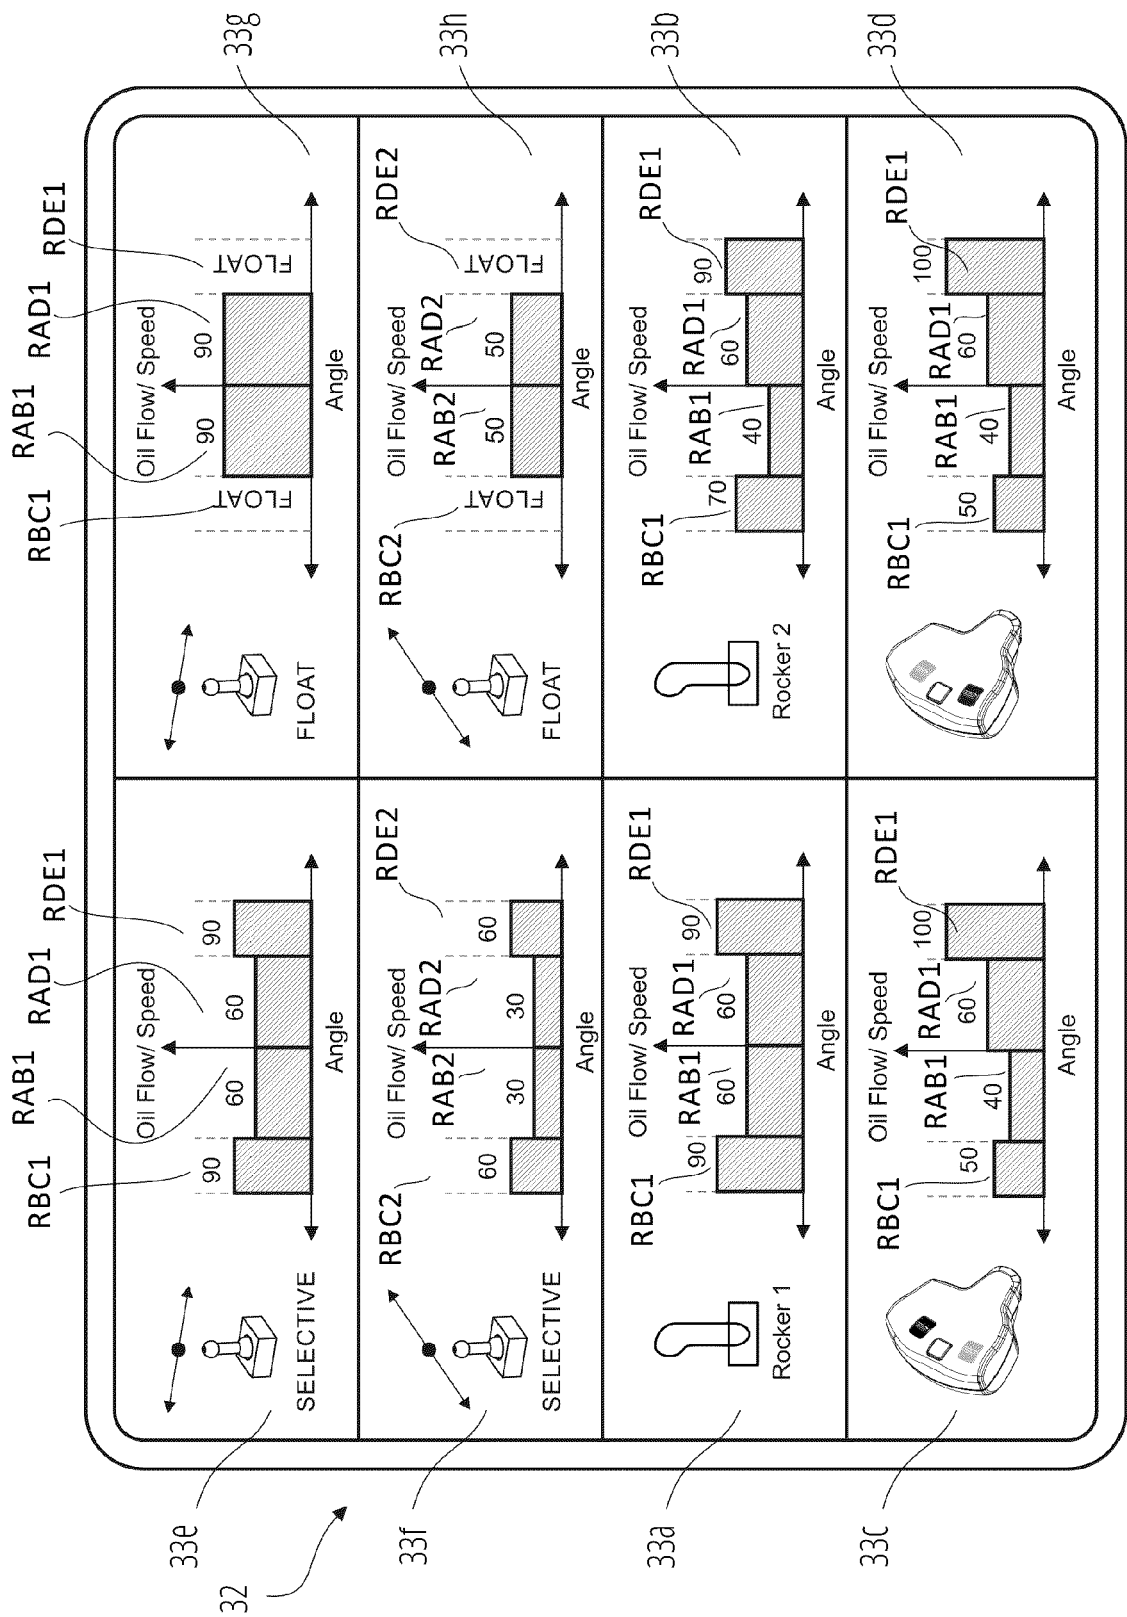 32
33e
RBC1
RAB1
RAD1
RDE1
Oil Flow/ Speed
90
60
60
90
Angle
SELECTIVE
33g
RBC1
RAB1
RAD1
RDE1
Oil Flow/ Speed
FLOAT
90
90
FLOAT
Angle
FLOAT
33f
RBC2
RAB2
RAD2
RDE2
Oil Flow/ Speed
60
30
30
60
Angle
SELECTIVE
33h
RBC2
RAB2
RAD2
RDE2
Oil Flow/ Speed
FLOAT
50
50
FLOAT
Angle
FLOAT
33a
RBC1
RAB1
RAD1
RDE1
Oil Flow/ Speed
90
60
60
90
Angle
Rocker 1
33b
RBC1
RAB1
RAD1
RDE1
Oil Flow/ Speed
70
40
60
90
Angle
Rocker 2
33c
RBC1
RAB1
RAD1
RDE1
Oil Flow/ Speed
50
40
60
100
Angle
33d
RBC1
RAB1
RAD1
RDE1
Oil Flow/ Speed
50
40
60
100
Angle